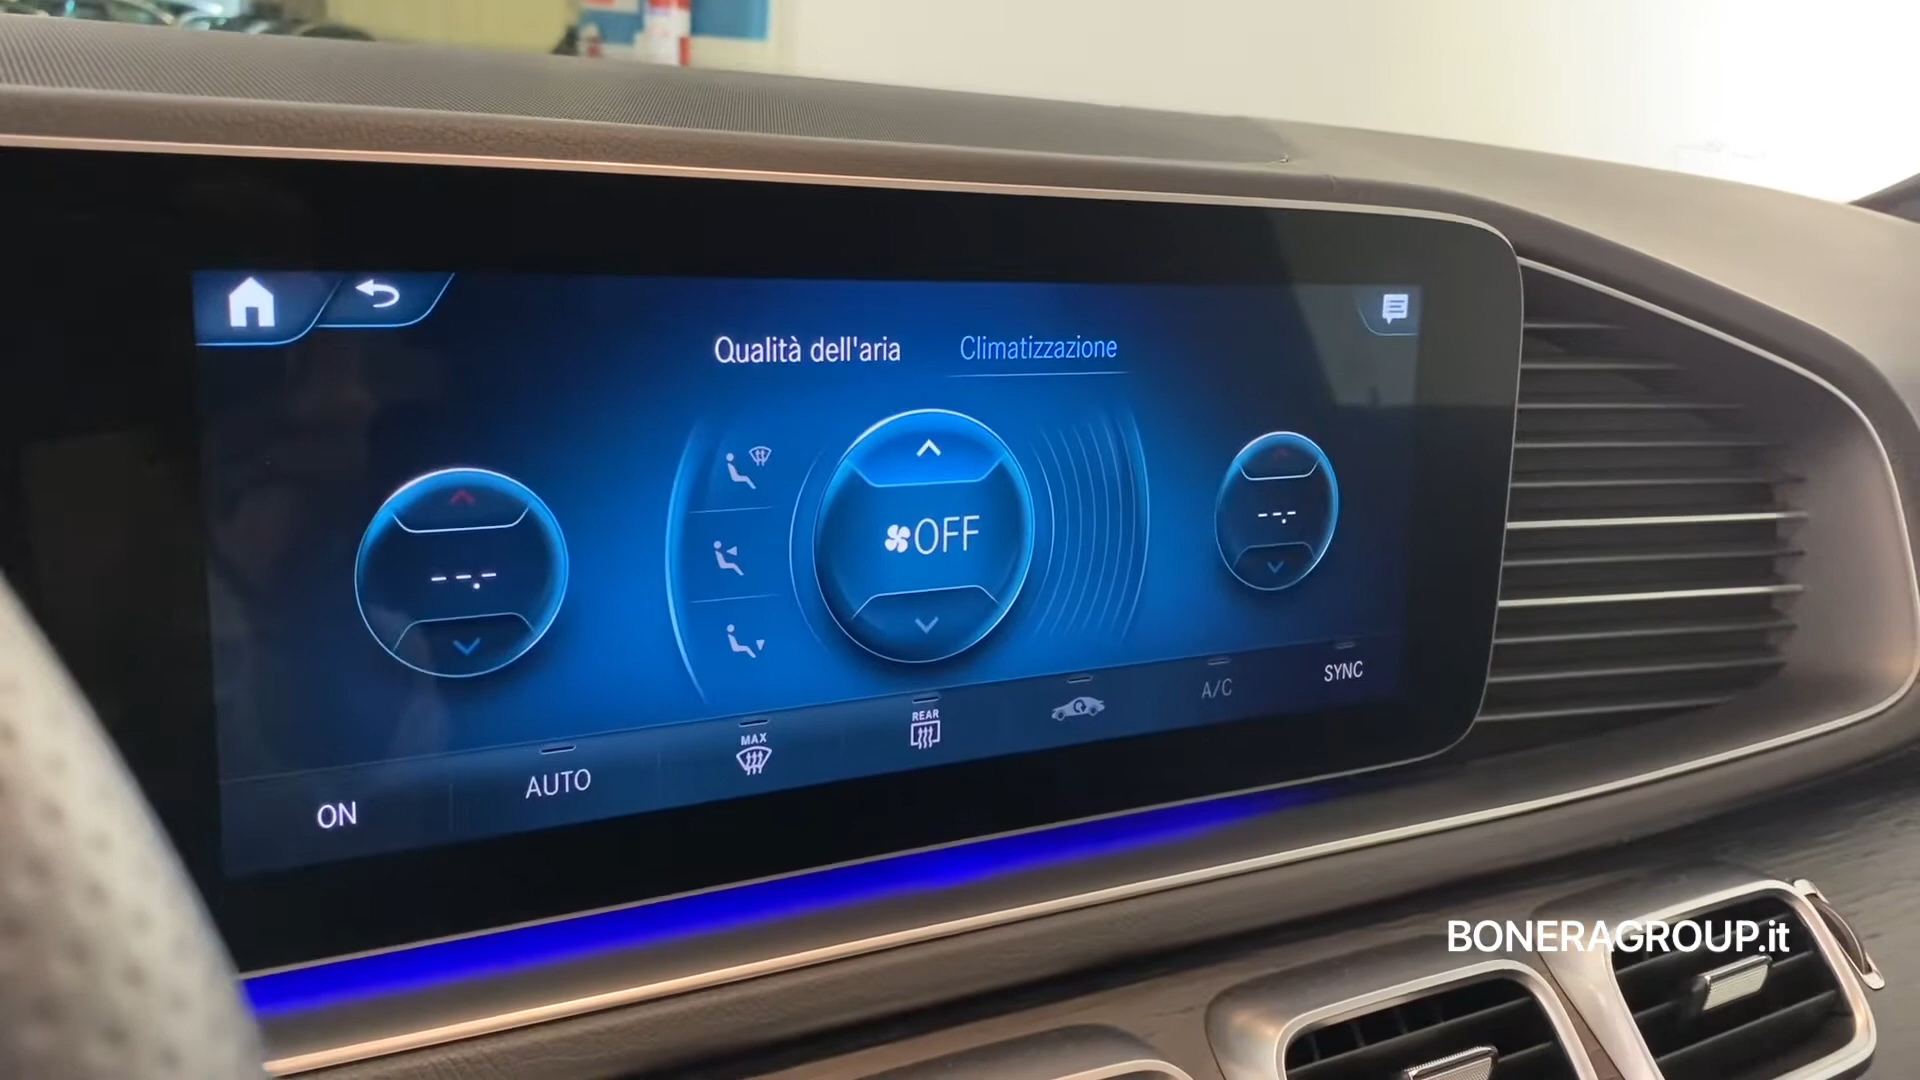 Qualità dell'aria
Climatizzazione
--.-
OFF
--.-
ON
AUTO
MAX
REAR
A/C
SYNC
BONERAGROUP.it